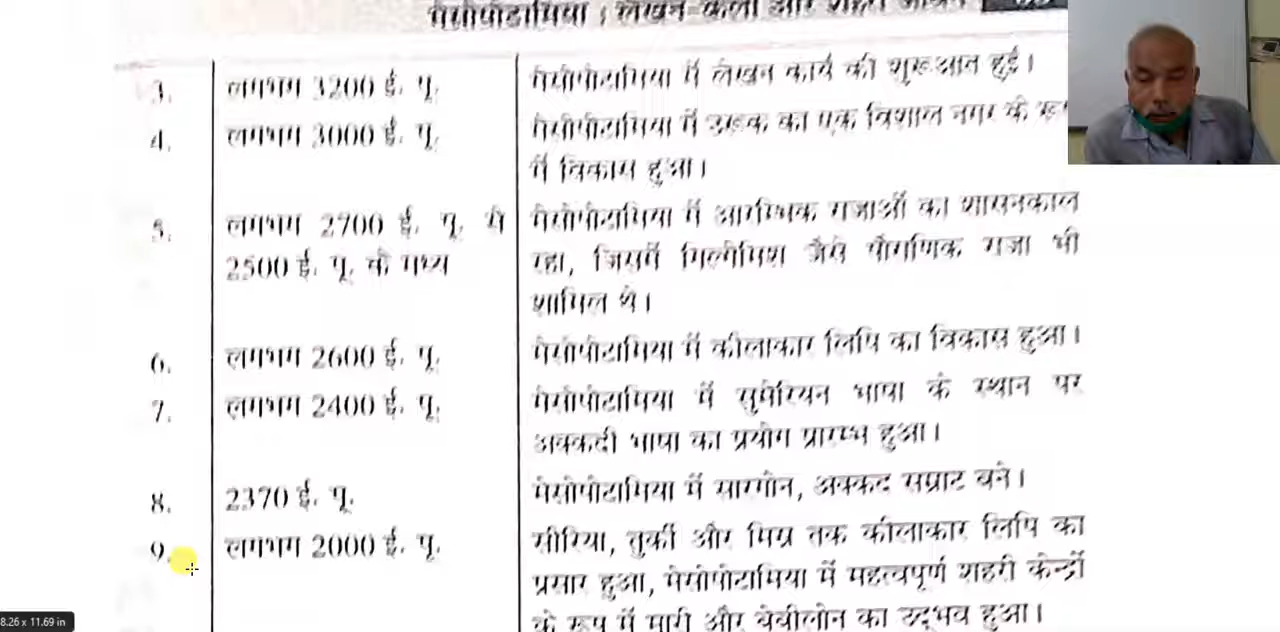 मेसोपोटामिया : लेखन-कला और शहरी जीवन
3. लगभग 3200 ई. पू. मेसोपोटामिया में लेखन कार्य की शुरूआत हुई।
4. लगभग 3000 ई. पू. मेसोपोटामिया में उरूक का एक विशाल नगर के
में विकास हुआ।
5. लगभग 2700 ई. पू. से मेसोपोटामिया में आरम्भिक राजाओं का शासनकाल
2500 ई. पू. के मध्य रहा, जिसमें गिल्गेमिश जैसे पौराणिक राजा भी
शामिल थे।
6. लगभग 2600 ई. पू. मेसोपोटामिया में कीलाकार लिपि का विकास हुआ।
7. लगभग 2400 ई. पू. मेसोपोटामिया में सुमेरियन भाषा के स्थान पर
अक्कदी भाषा का प्रयोग प्रारम्भ हुआ।
8. 2370 ई. पू. मेसोपोटामिया में सारगोन, अक्कद सम्राट बने।
9. लगभग 2000 ई. पू. सीरिया, तुर्की और मिस्र तक कीलाकार लिपि का
प्रसार हुआ, मेसोपोटामिया में महत्वपूर्ण शहरी केन्द्रों
के रूप में मारी और बेबीलोन का उद्भव हुआ।
8.26 x 11.69 in